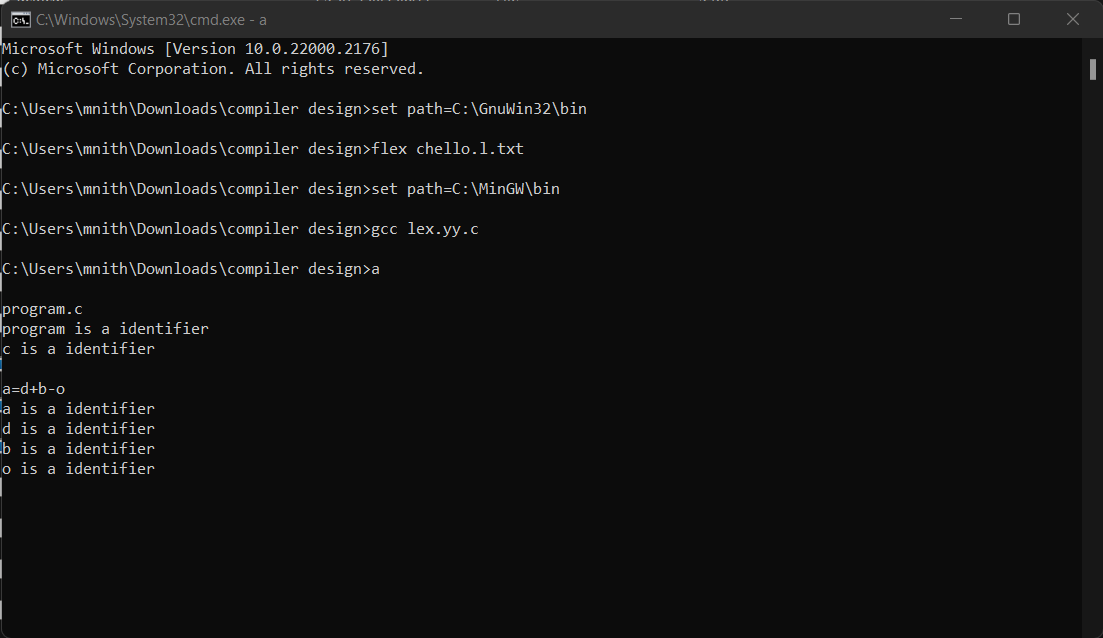 C:\Windows\System32\cmd.exe - a
Microsoft Windows [Version 10.0.22000.2176]
(c) Microsoft Corporation. All rights reserved.
C:\Users\mnith\Downloads\compiler design>set path=C:\GnuWin32\bin
C:\Users\mnith\Downloads\compiler design>flex chello.l.txt
C:\Users\mnith\Downloads\compiler design>set path=C:\MinGW\bin
C:\Users\mnith\Downloads\compiler design>gcc lex.yy.c
C:\Users\mnith\Downloads\compiler design>a
program.c
program is a identifier
c is a identifier
a=d+b-o
a is a identifier
d is a identifier
b is a identifier
o is a identifier